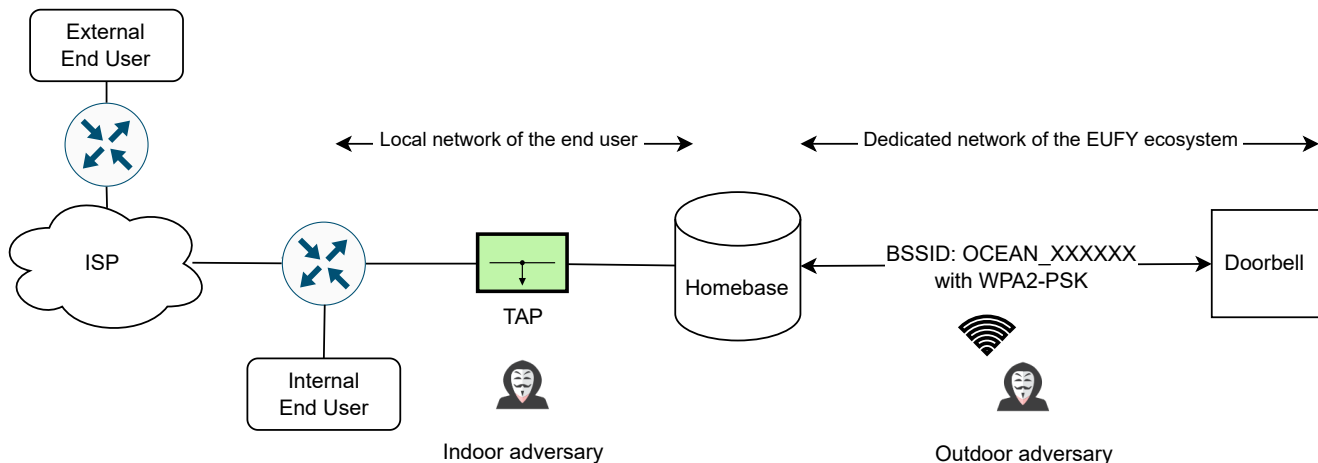 External
End User
Local network of the end user
Dedicated network of the EUFY ecosystem
ISP
TAP
Homebase
BSSID: OCEAN_XXXXXX
with WPA2-PSK
Doorbell
Internal
End User
Indoor adversary
Outdoor adversary